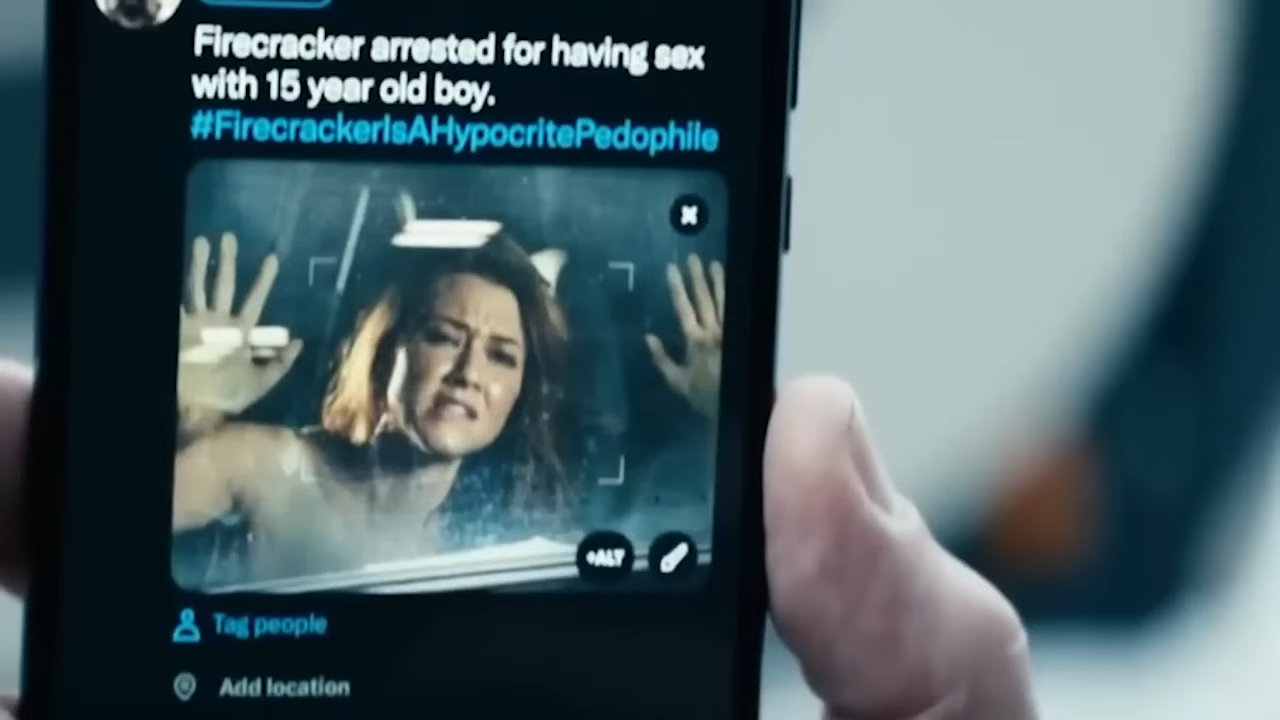 Firecracker arrested for having sex
with 15 year old boy.
#FirecrackerIsAHypocritePedophile
+ALT
Tag people
Add location